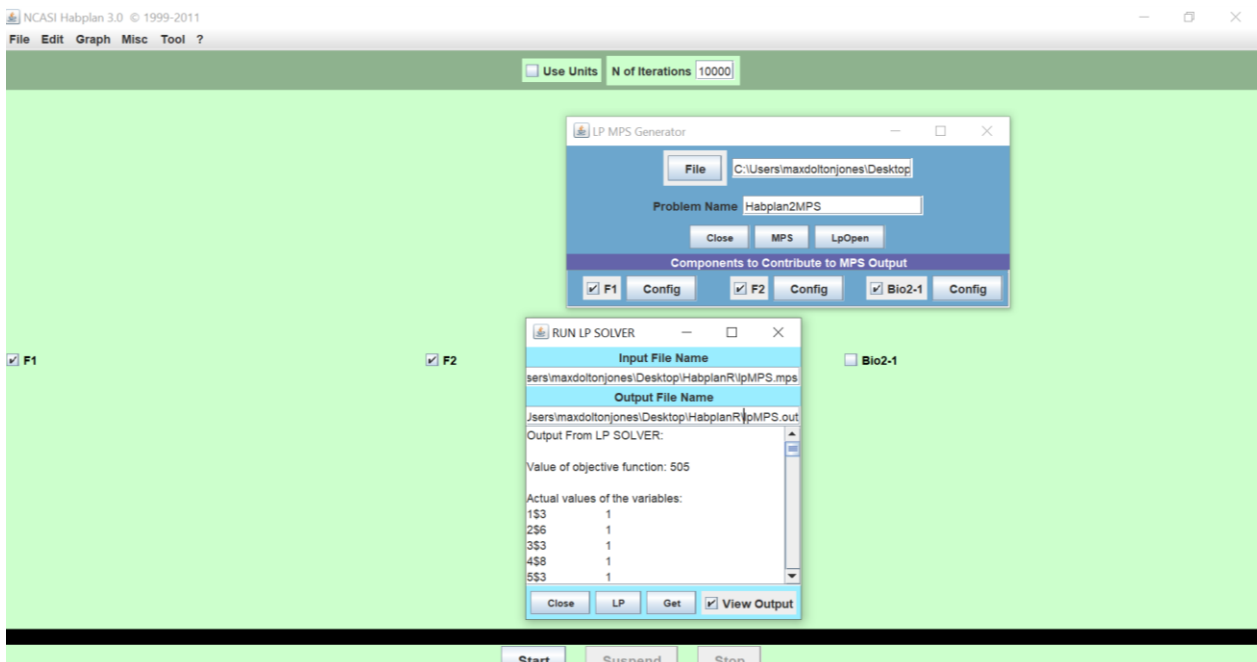 NCASI Habplan 3.0 © 1999-2011
File Edit Graph Misc Tool ?
Use Units N of Iterations 10000
LP MPS Generator
File C:\Users\maxdoltonjones\Desktop
Problem Name Habplan2MPS
Close MPS LpOpen
Components to Contribute to MPS Output
F1 Config F2 Config Bio2-1 Config
RUN LP SOLVER
Input File Name
sers\maxdoltonjones\Desktop\HabplanR\lpMPS.mps
Output File Name
Users\maxdoltonjones\Desktop\HabplanR\lpMPS.out
Output From LP SOLVER:
Value of objective function: 505
Actual values of the variables:
1$3 1
2$6 1
3$3 1
4$8 1
5$3 1
Close LP Get View Output
F1 F2 Bio2-1
Start Suspend Stop